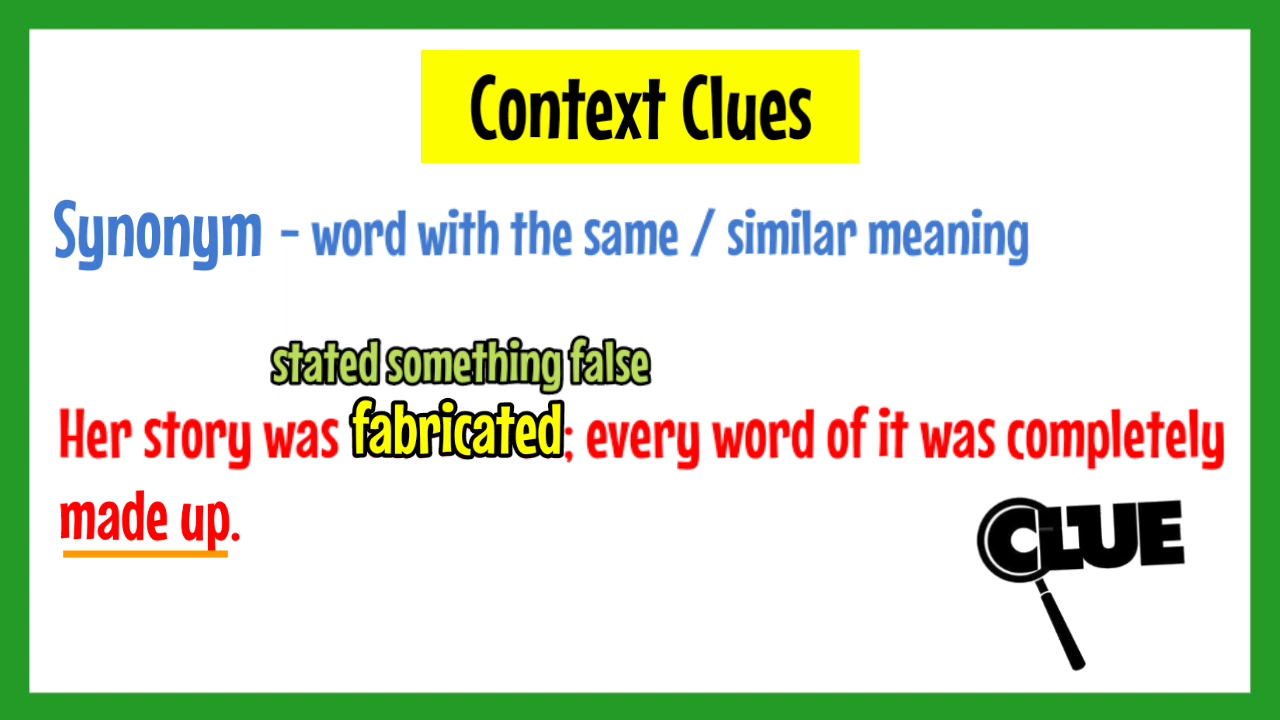 Context Clues
Synonym - word with the same / similar meaning
stated something false
Her story was fabricated; every word of it was completely
made up.
CLUE